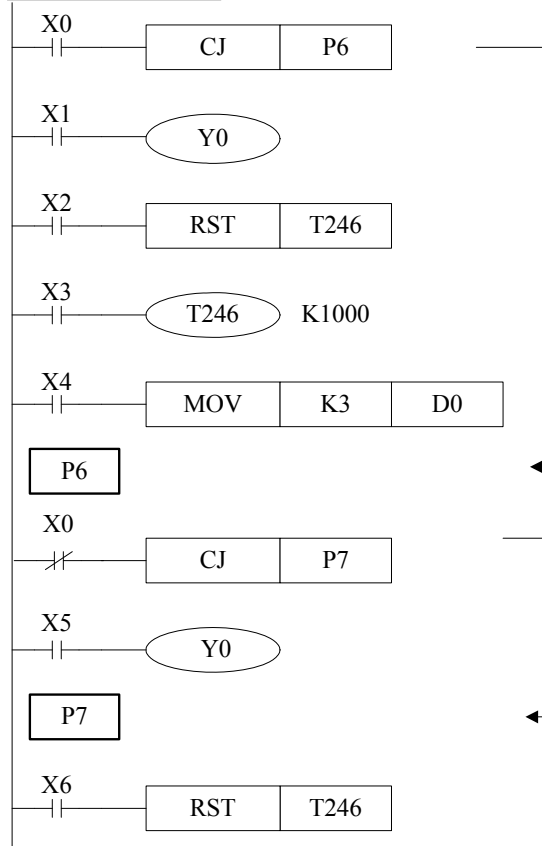 X0
CJ P6
X1
Y0
X2
RST T246
X3
T246 K1000
X4
MOV K3 D0
P6
X0
CJ P7
X5
Y0
P7
X6
RST T246